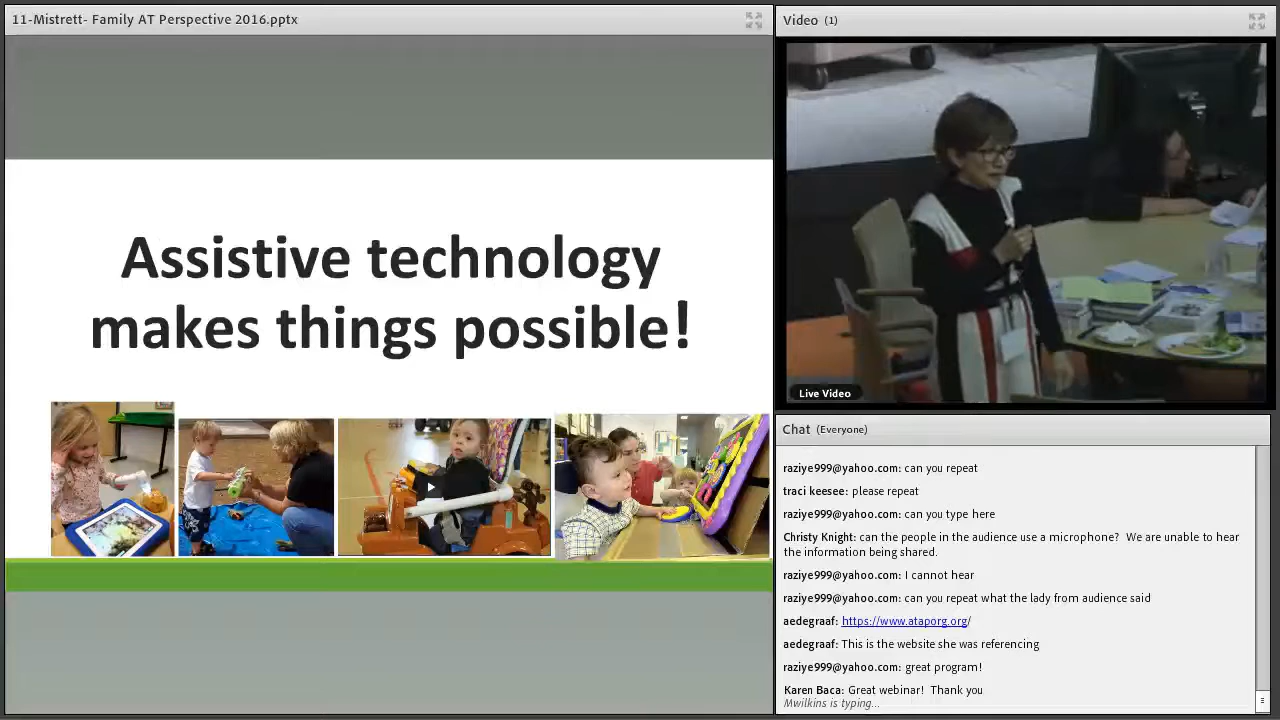 11-Mistrett- Family AT Perspective 2016.pptx
Assistive technology
makes things possible!
Video (1)
Live Video
Chat (Everyone)
raziye999@yahoo.com: can you repeat
traci keesee: please repeat
raziye999@yahoo.com: can you type here
Christy Knight: can the people in the audience use a microphone?  We are unable to hear
the information being shared.
raziye999@yahoo.com: I cannot hear
raziye999@yahoo.com: can you repeat what the lady from audience said
aedegraaf: https://www.ataporg.org/
aedegraaf: This is the website she was referencing
raziye999@yahoo.com: great program!
Karen Baca: Great webinar!  Thank you
Mwilkins is typing...